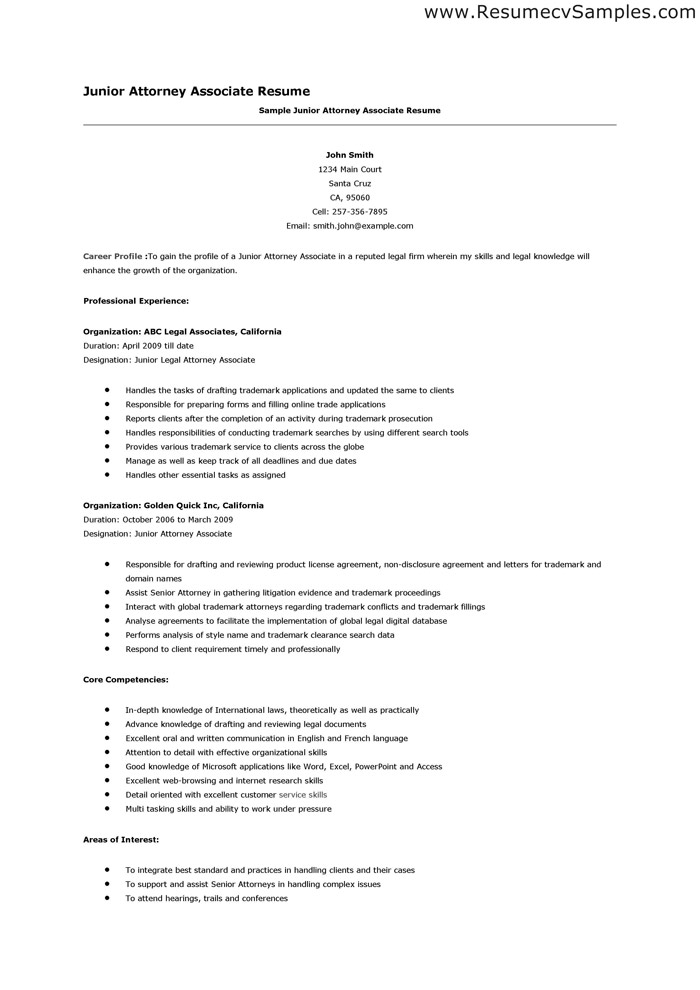 www.ResumecvSamples.com
Junior Attorney Associate Resume
Sample Junior Attorney Associate Resume
John Smith
1234 Main Court
Santa Cruz
CA, 95060
Cell: 257-356-7895
Email: smith.john@example.com
Career Profile :To gain the profile of a Junior Attorney Associate in a reputed legal firm wherein my skills and legal knowledge will
enhance the growth of the organization.
Professional Experience:
Organization: ABC Legal Associates, California
Duration: April 2009 till date
Designation: Junior Legal Attorney Associate
• Handles the tasks of drafting trademark applications and updated the same to clients
• Responsible for preparing forms and filling online trade applications
• Reports clients after the completion of an activity during trademark prosecution
• Handles responsibilities of conducting trademark searches by using different search tools
• Provides various trademark service to clients across the globe
• Manage as well as keep track of all deadlines and due dates
• Handles other essential tasks as assigned
Organization: Golden Quick Inc, California
Duration: October 2006 to March 2009
Designation: Junior Attorney Associate
• Responsible for drafting and reviewing product license agreement, non-disclosure agreement and letters for trademark and
domain names
• Assist Senior Attorney in gathering litigation evidence and trademark proceedings
• Interact with global trademark attorneys regarding trademark conflicts and trademark fillings
• Analyse agreements to facilitate the implementation of global legal digital database
• Performs analysis of style name and trademark clearance search data
• Respond to client requirement timely and professionally
Core Competencies:
• In-depth knowledge of International laws, theoretically as well as practically
• Advance knowledge of drafting and reviewing legal documents
• Excellent oral and written communication in English and French language
• Attention to detail with effective organizational skills
• Good knowledge of Microsoft applications like Word, Excel, PowerPoint and Access
• Excellent web-browsing and internet research skills
• Detail oriented with excellent customer service skills
• Multi tasking skills and ability to work under pressure
Areas of Interest:
• To integrate best standard and practices in handling clients and their cases
• To support and assist Senior Attorneys in handling complex issues
• To attend hearings, trails and conferences